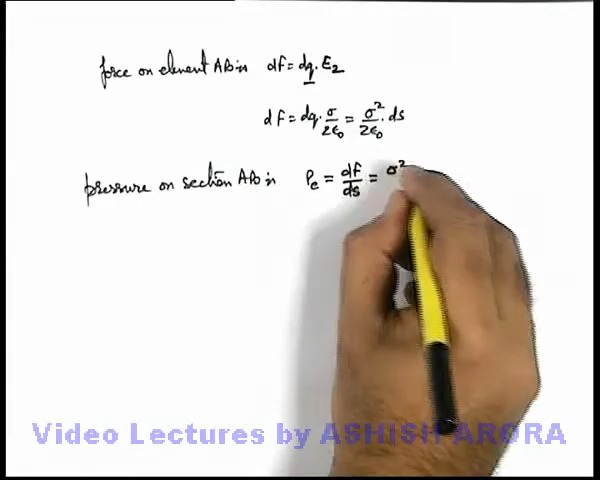 force on element AB is df = dq. E₂
df = dq. σ/2ϵ₀ = σ²/2ϵ₀ . ds
pressure on section AB is Pe = df/ds = σ²
Video Lectures by ASHISH ARORA